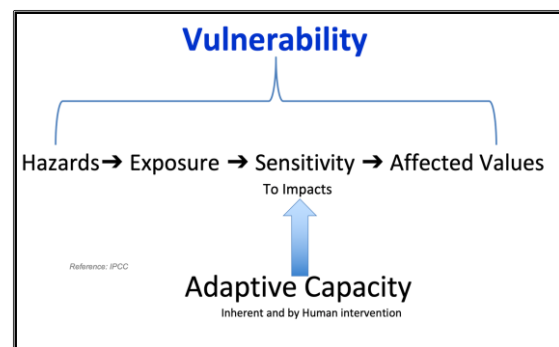 Vulnerability
Hazards➔ Exposure ➔ Sensitivity ➔ Affected Values
To Impacts
Reference: IPCC
Adaptive Capacity
Inherent and by Human intervention